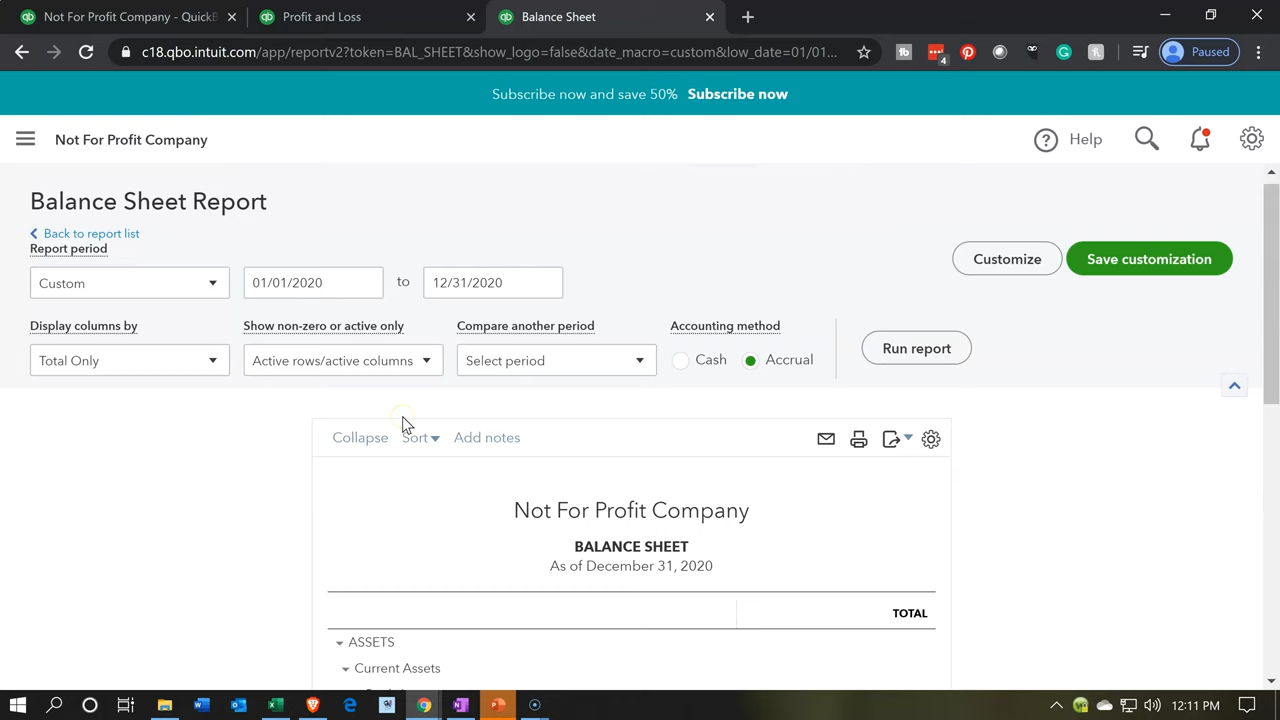 Not For Profit Company - QuickB
Profit and Loss
Balance Sheet
c18.qbo.intuit.com/app/reportv2?token=BAL_SHEET&show_logo=false&date_macro=custom&low_date=01/01...
4
Paused
Subscribe now and save 50% Subscribe now
Not For Profit Company
Help
Balance Sheet Report
Back to report list
Report period
Custom
01/01/2020
to
12/31/2020
Customize
Save customization
Display columns by
Show non-zero or active only
Compare another period
Accounting method
Total Only
Active rows/active columns
Select period
Cash
Accrual
Run report
Collapse
Sort
Add notes
Not For Profit Company
BALANCE SHEET
As of December 31, 2020
TOTAL
ASSETS
Current Assets
12:11 PM